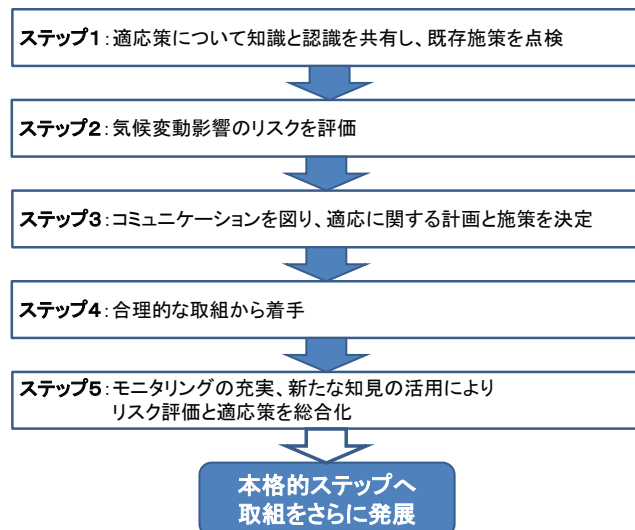 ステップ1：適応策について知識と認識を共有し、既存施策を点検
ステップ2：気候変動影響のリスクを評価
ステップ3：コミュニケーションを図り、適応に関する計画と施策を決定
ステップ4：合理的な取組から着手
ステップ5：モニタリングの充実、新たな知見の活用により
リスク評価と適応策を総合化
本格的ステップへ
取組をさらに発展